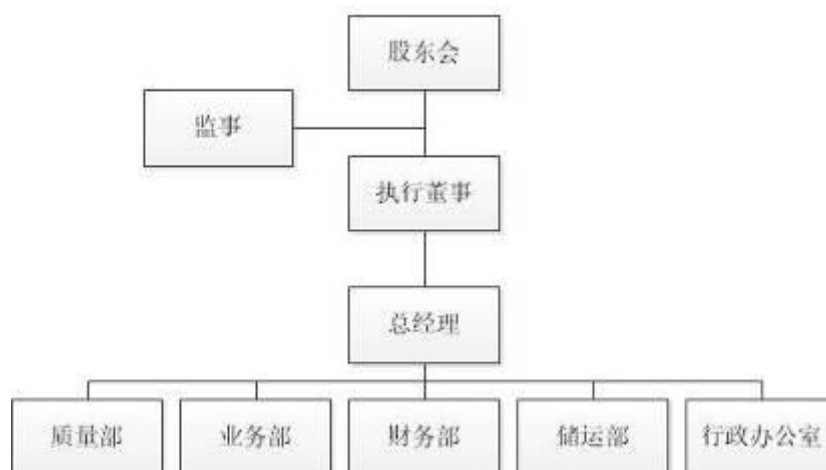 股东会
监事
执行董事
总经理
质量部
业务部
财务部
储运部
行政办公室